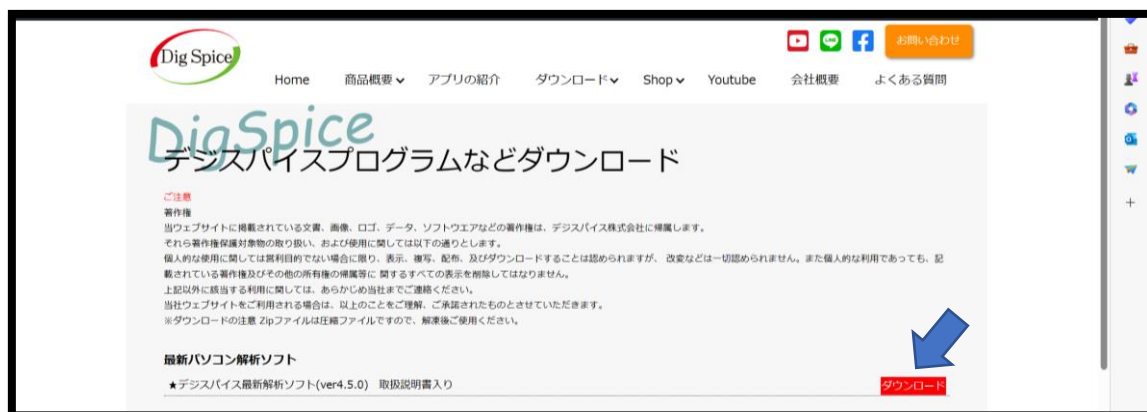 Dig Spice
お問い合わせ
Home 商品概要 アプリの紹介 ダウンロード Shop Youtube 会社概要 よくある質問
DigSpice
デジスパイスプログラムなどダウンロード
ご注意
著作権
当ウェブサイトに掲載されている文書、画像、ロゴ、データ、ソフトウエアなどの著作権は、デジスパイス株式会社に帰属します。
それら著作権保護対象物の取り扱い、および使用に関しては以下の通りとします。
個人的な使用に関しては営利目的でない場合に限り、表示、複写、配布、及びダウンロードすることは認められますが、 改変などは一切認められません。また個人的な利用であっても、記
載されている著作権及びその他の所有権の帰属等に 関するすべての表示を削除してはなりません。
上記以外に該当する利用に関しては、あらかじめ当社までご連絡ください。
当社ウェブサイトをご利用される場合は、以上のことをご理解、ご承諾されたものとさせていただきます。
※ダウンロードの注意 Zipファイルは圧縮ファイルですので、解凍後ご使用ください。
最新パソコン解析ソフト
★デジスパイス最新解析ソフト(ver4.5.0) 取扱説明書入り ダウンロード